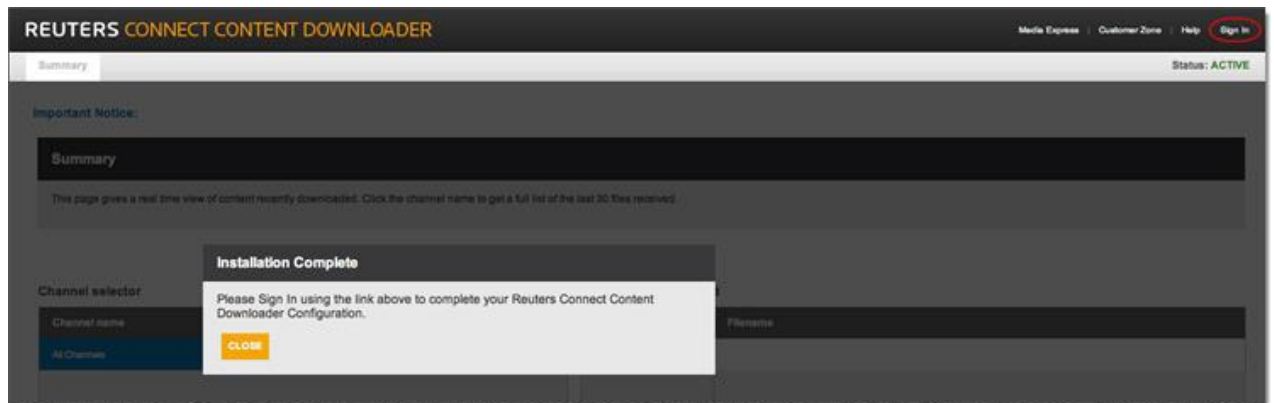 REUTERS CONNECT CONTENT DOWNLOADER
Media Express | Customer Zone | Help | Sign In
Summary
Status: ACTIVE
Important Notice:
Summary
This page gives a real time view of content recently downloaded. Click the channel name to get a full list of the last 30 files received.
Installation Complete
Please Sign In using the link above to complete your Reuters Connect Content
Downloader Configuration.
CLOSE
Channel selector
Channel name
Filename
All Channels